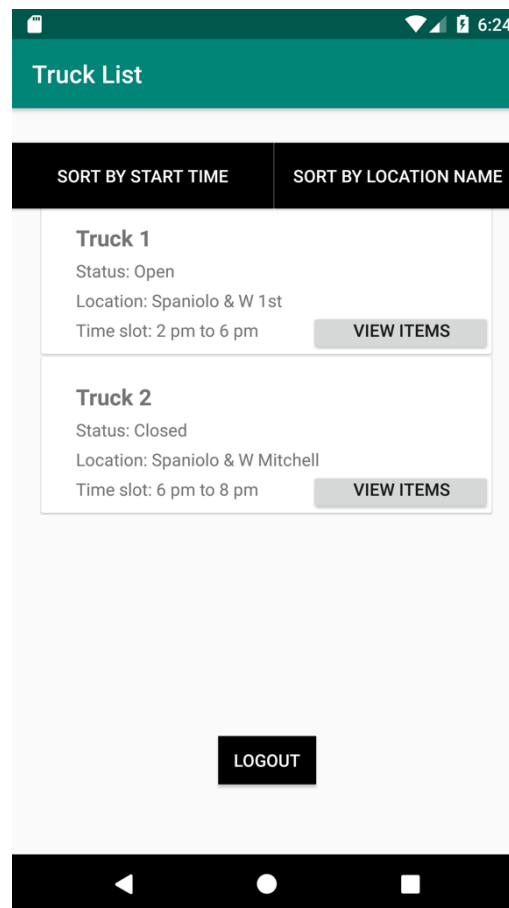 6:24
Truck List
SORT BY START TIME SORT BY LOCATION NAME
Truck 1
Status: Open
Location: Spaniolo & W 1st
Time slot: 2 pm to 6 pm VIEW ITEMS
Truck 2
Status: Closed
Location: Spaniolo & W Mitchell
Time slot: 6 pm to 8 pm VIEW ITEMS
LOGOUT